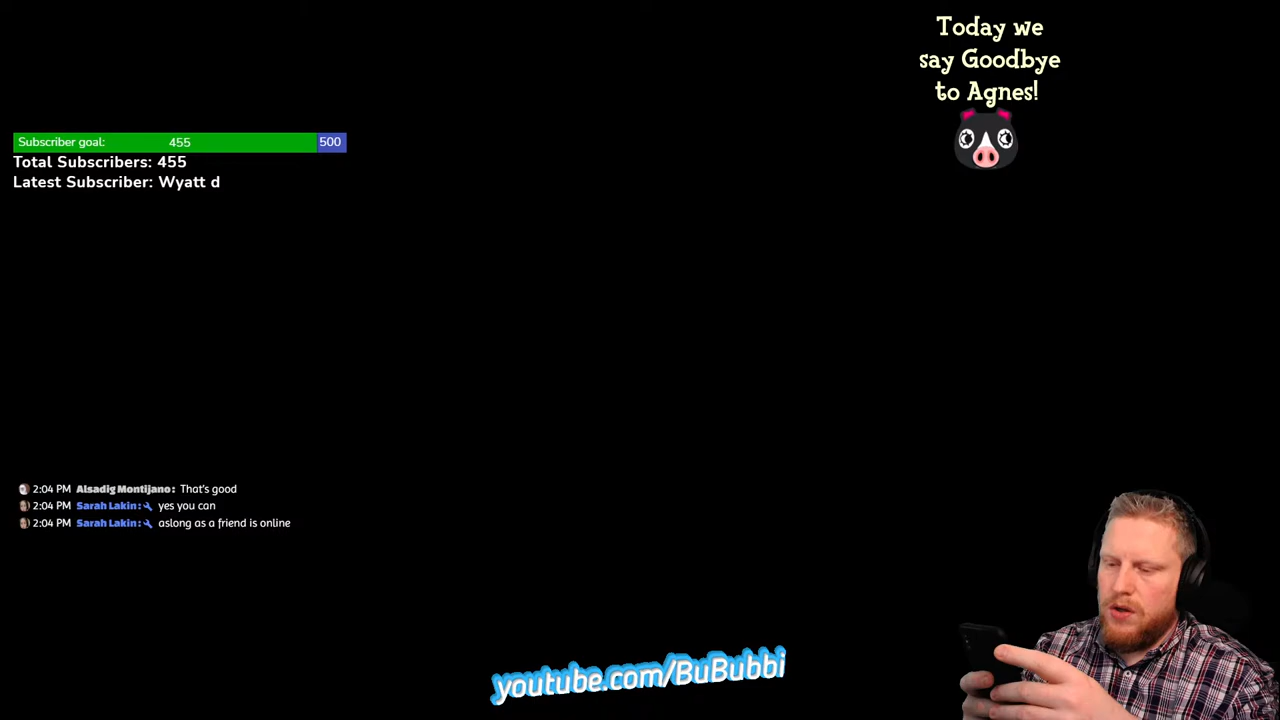 Today we
say Goodbye
to Agnes!
Subscriber goal: 455 500
Total Subscribers: 455
Latest Subscriber: Wyatt d
2:04 PM Alsadig Montijano: That's good
2:04 PM Sarah Lakin: yes you can
2:04 PM Sarah Lakin: aslong as a friend is online
youtube.com/BuBubbi